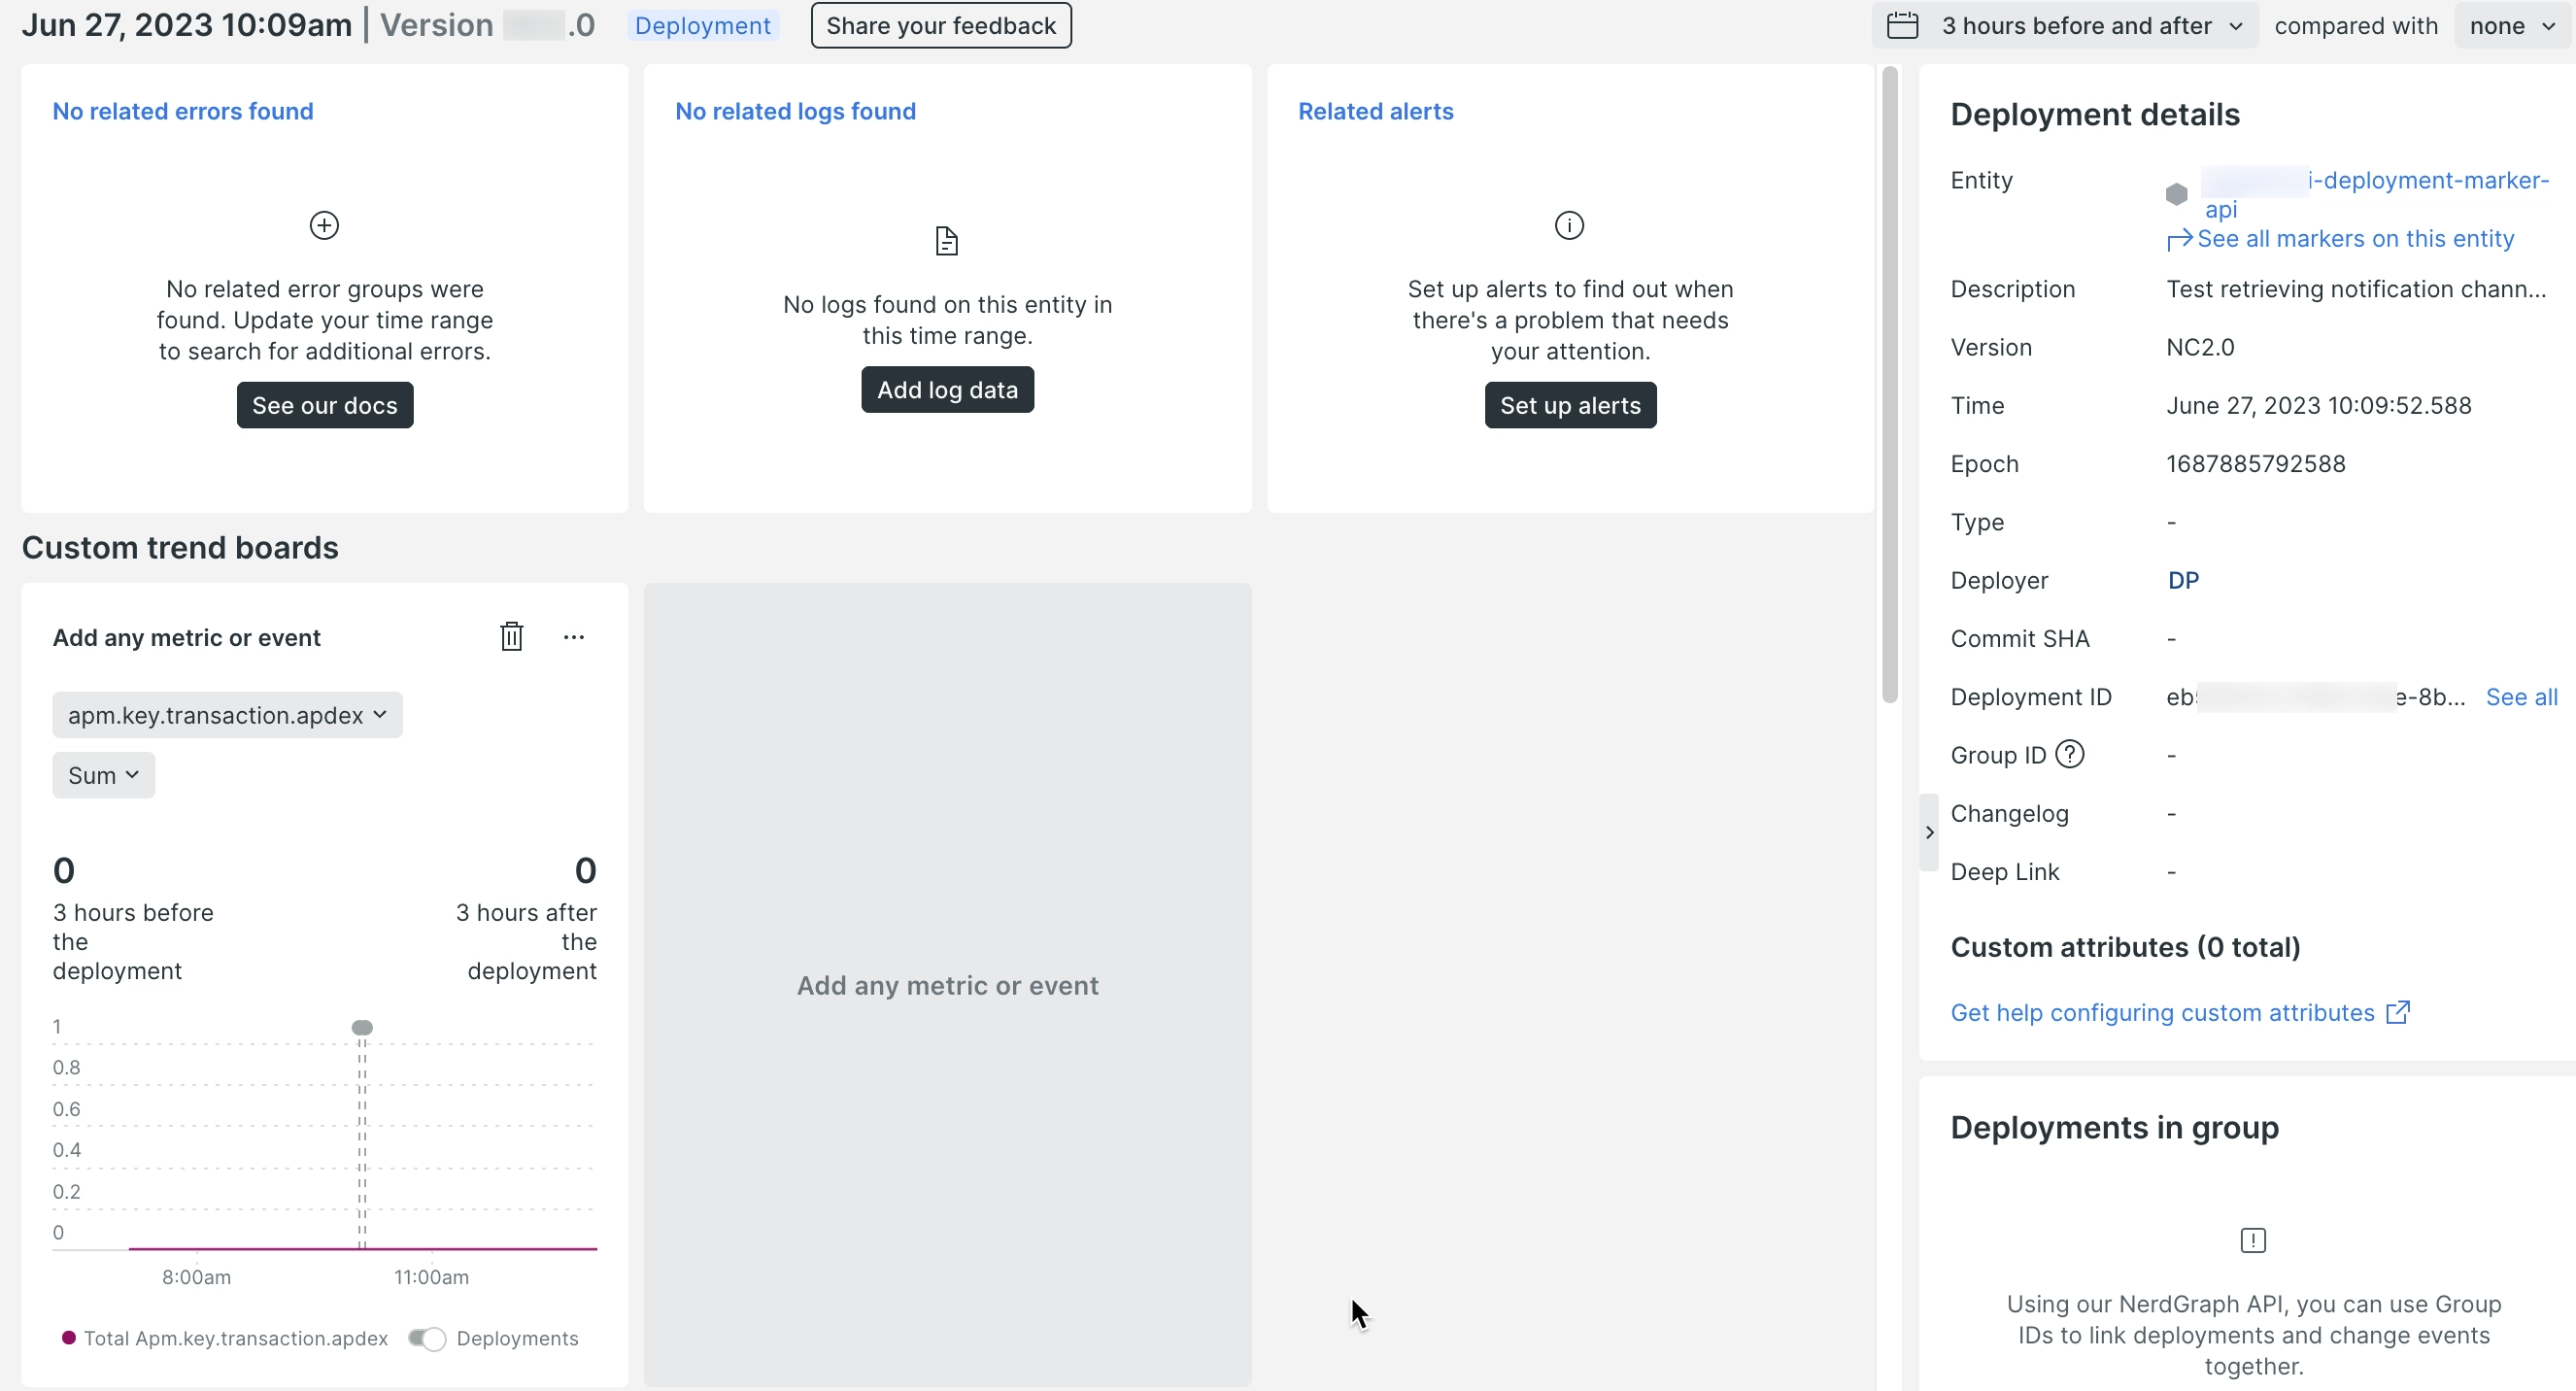 Jun 27, 2023 10:09am | Version .0 Deployment Share your feedback 3 hours before and after compared with none
No related errors found
No related error groups were
found. Update your time range
to search for additional errors.
See our docs
No related logs found
No logs found on this entity in
this time range.
Add log data
Related alerts
Set up alerts to find out when
there's a problem that needs
your attention.
Set up alerts
Custom trend boards
Add any metric or event
apm.key.transaction.apdex
Sum
0
3 hours before
the
deployment
0
3 hours after
the
deployment
1
0.8
0.6
0.4
0.2
0
8:00am 11:00am
Total Apm.key.transaction.apdex Deployments
Add any metric or event
Deployment details
Entity i-deployment-marker-
api
See all markers on this entity
Description Test retrieving notification chann...
Version NC2.0
Time June 27, 2023 10:09:52.588
Epoch 1687885792588
Type -
Deployer DP
Commit SHA -
Deployment ID eb e-8b... See all
Group ID -
Changelog -
Deep Link -
Custom attributes (0 total)
Get help configuring custom attributes
Deployments in group
Using our NerdGraph API, you can use Group
IDs to link deployments and change events
together.